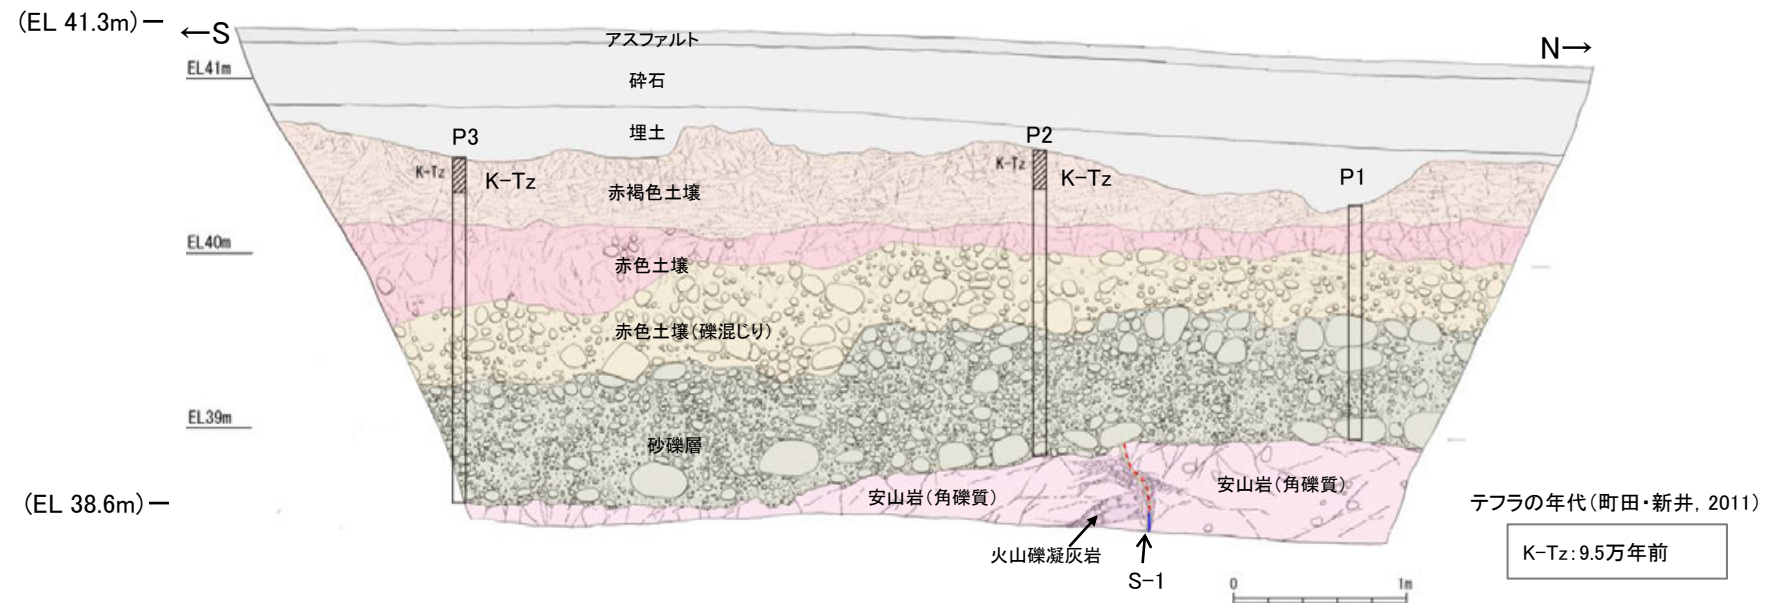 (EL 41.3m)
←S
N→
アスファルト
EL41m
砕石
埋土
P3
P2
P1
K-Tz
K-Tz
K-Tz
K-Tz
赤褐色土壌
EL40m
赤色土壌
赤色土壌(礫混じり)
EL39m
砂礫層
(EL 38.6m)
安山岩(角礫質)
安山岩(角礫質)
火山礫凝灰岩
S-1
テフラの年代(町田・新井, 2011)
K-Tz:9.5万年前
0
1m